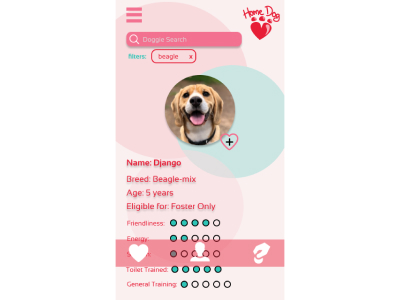 Home Dog
Doggie Search
filters:
beagle x
Name: Django
Breed: Beagle-mix
Age: 5 years
Eligible for: Foster Only
Friendliness:
Energy:
Toilet Trained:
General Training: